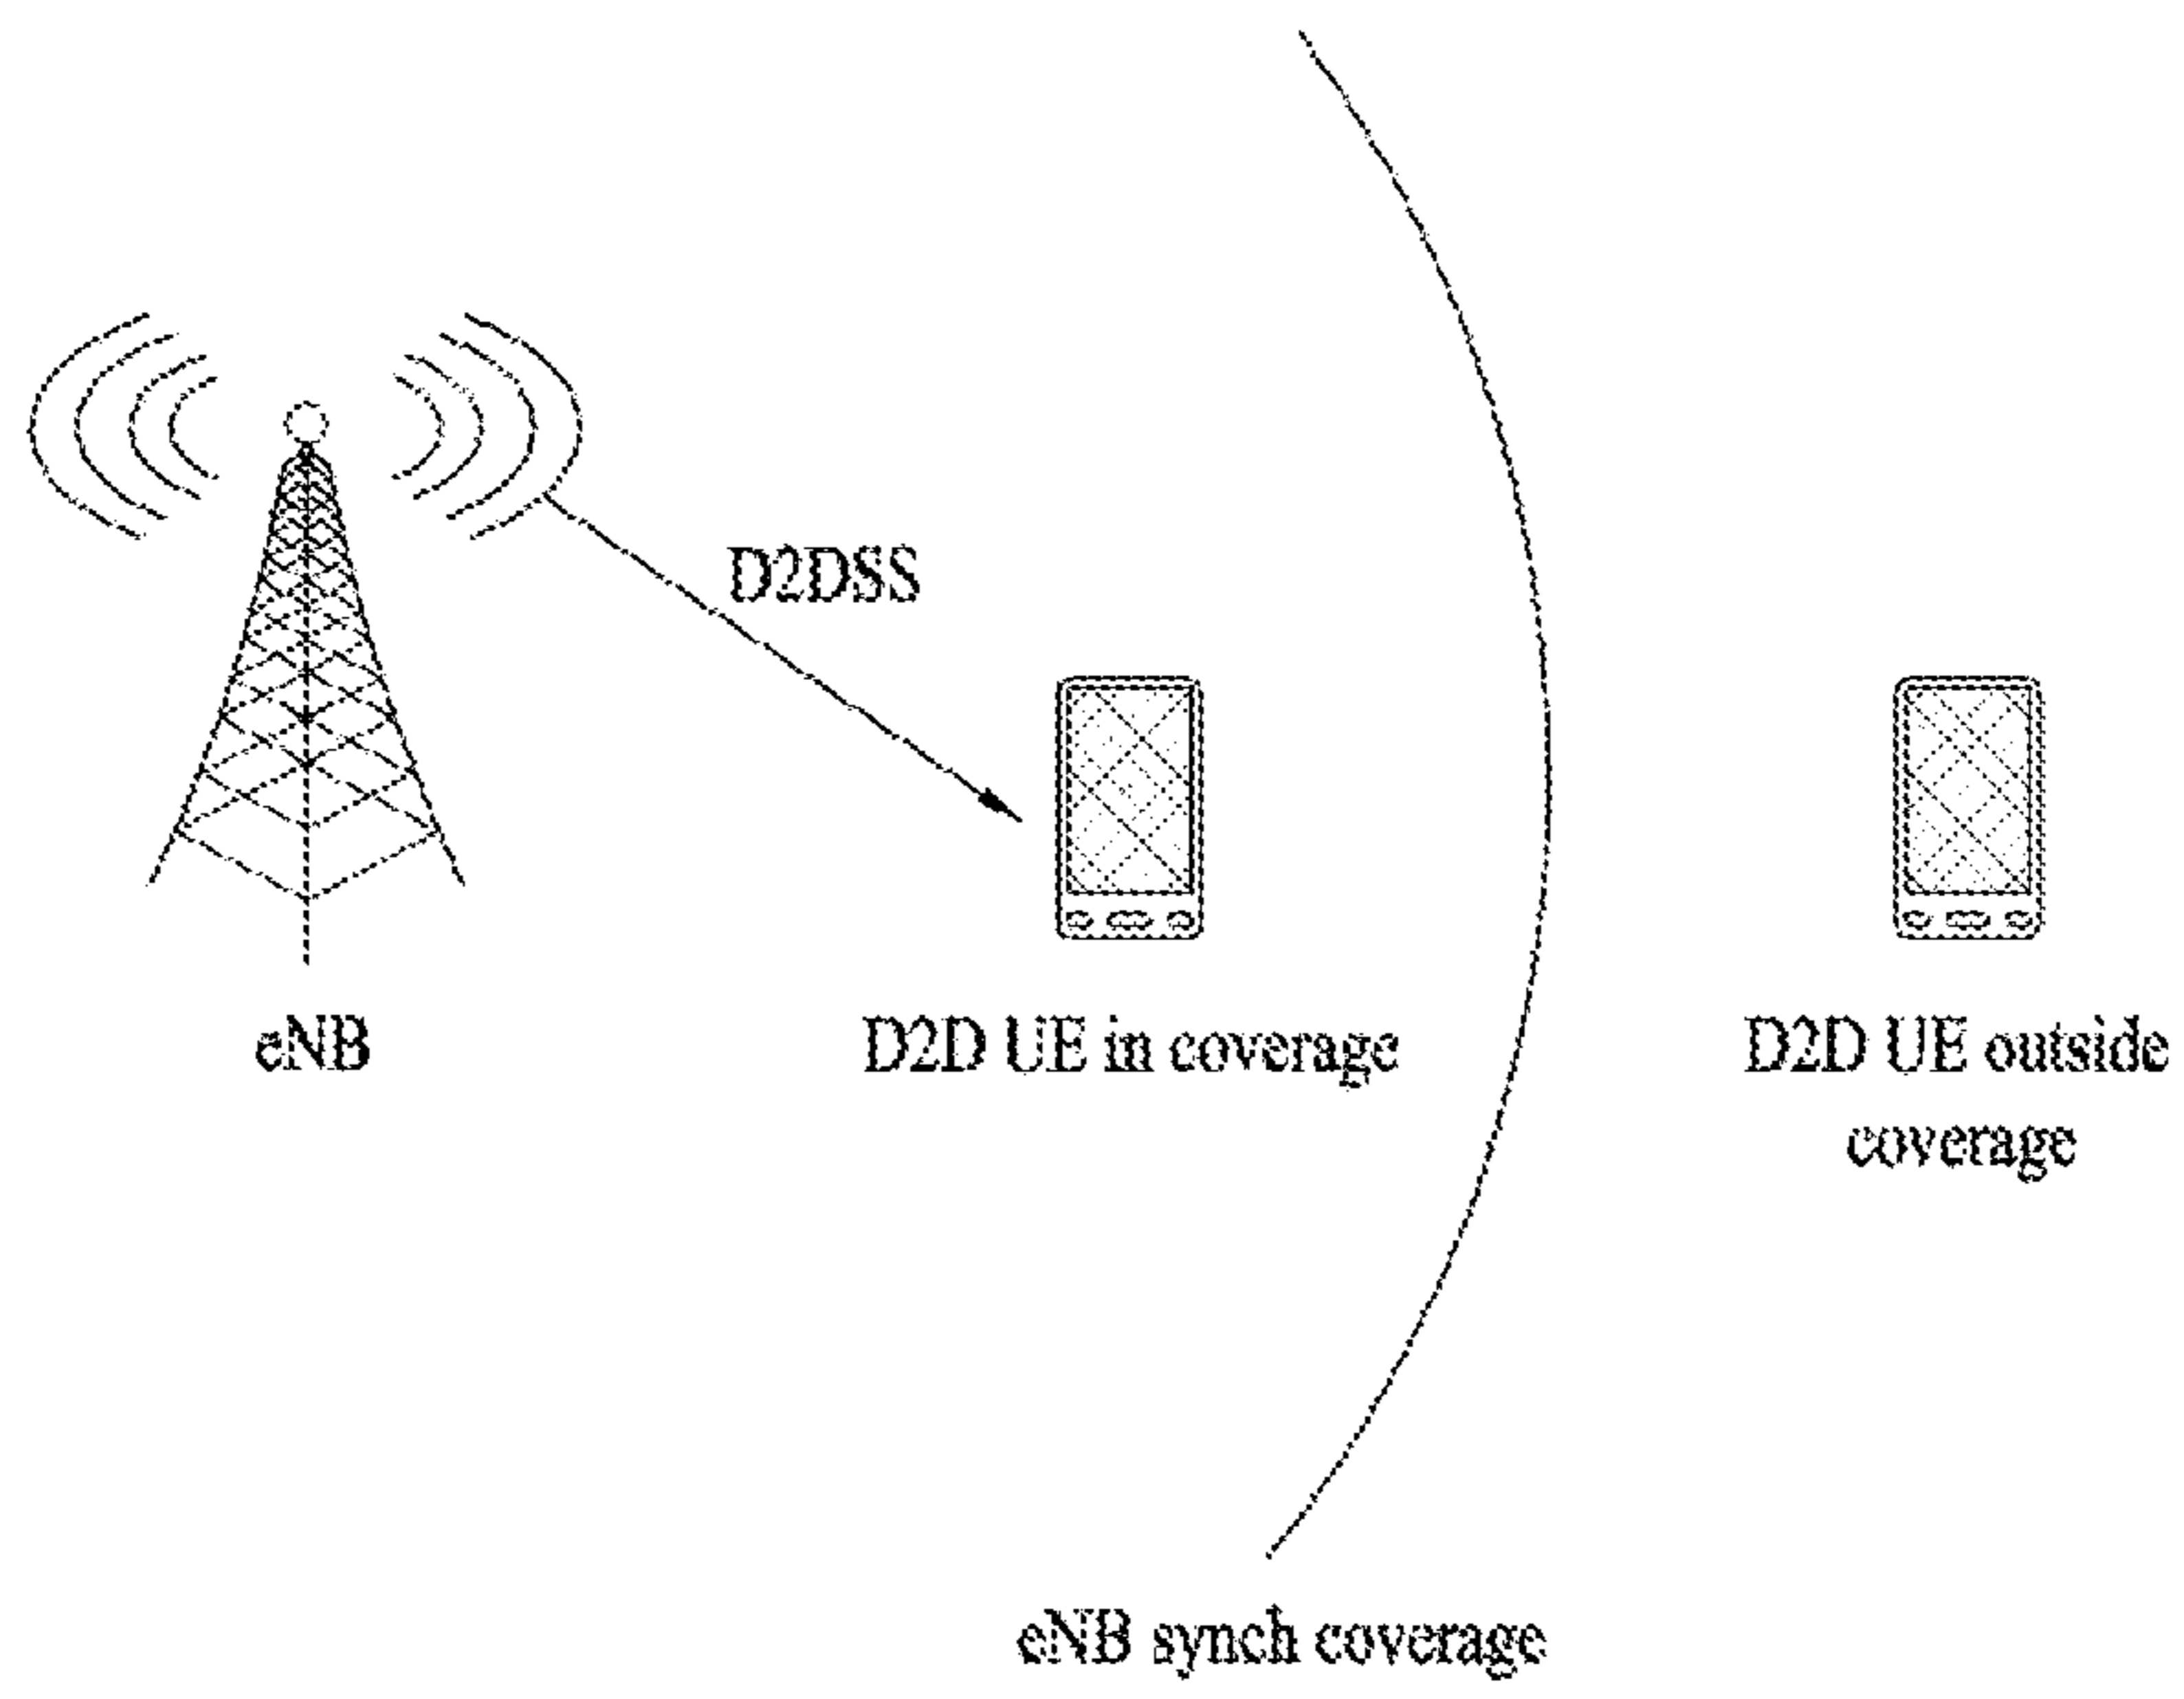 D2DSS
eNB
D2D UE in coverage
D2D UE outside
coverage
eNB synch coverage